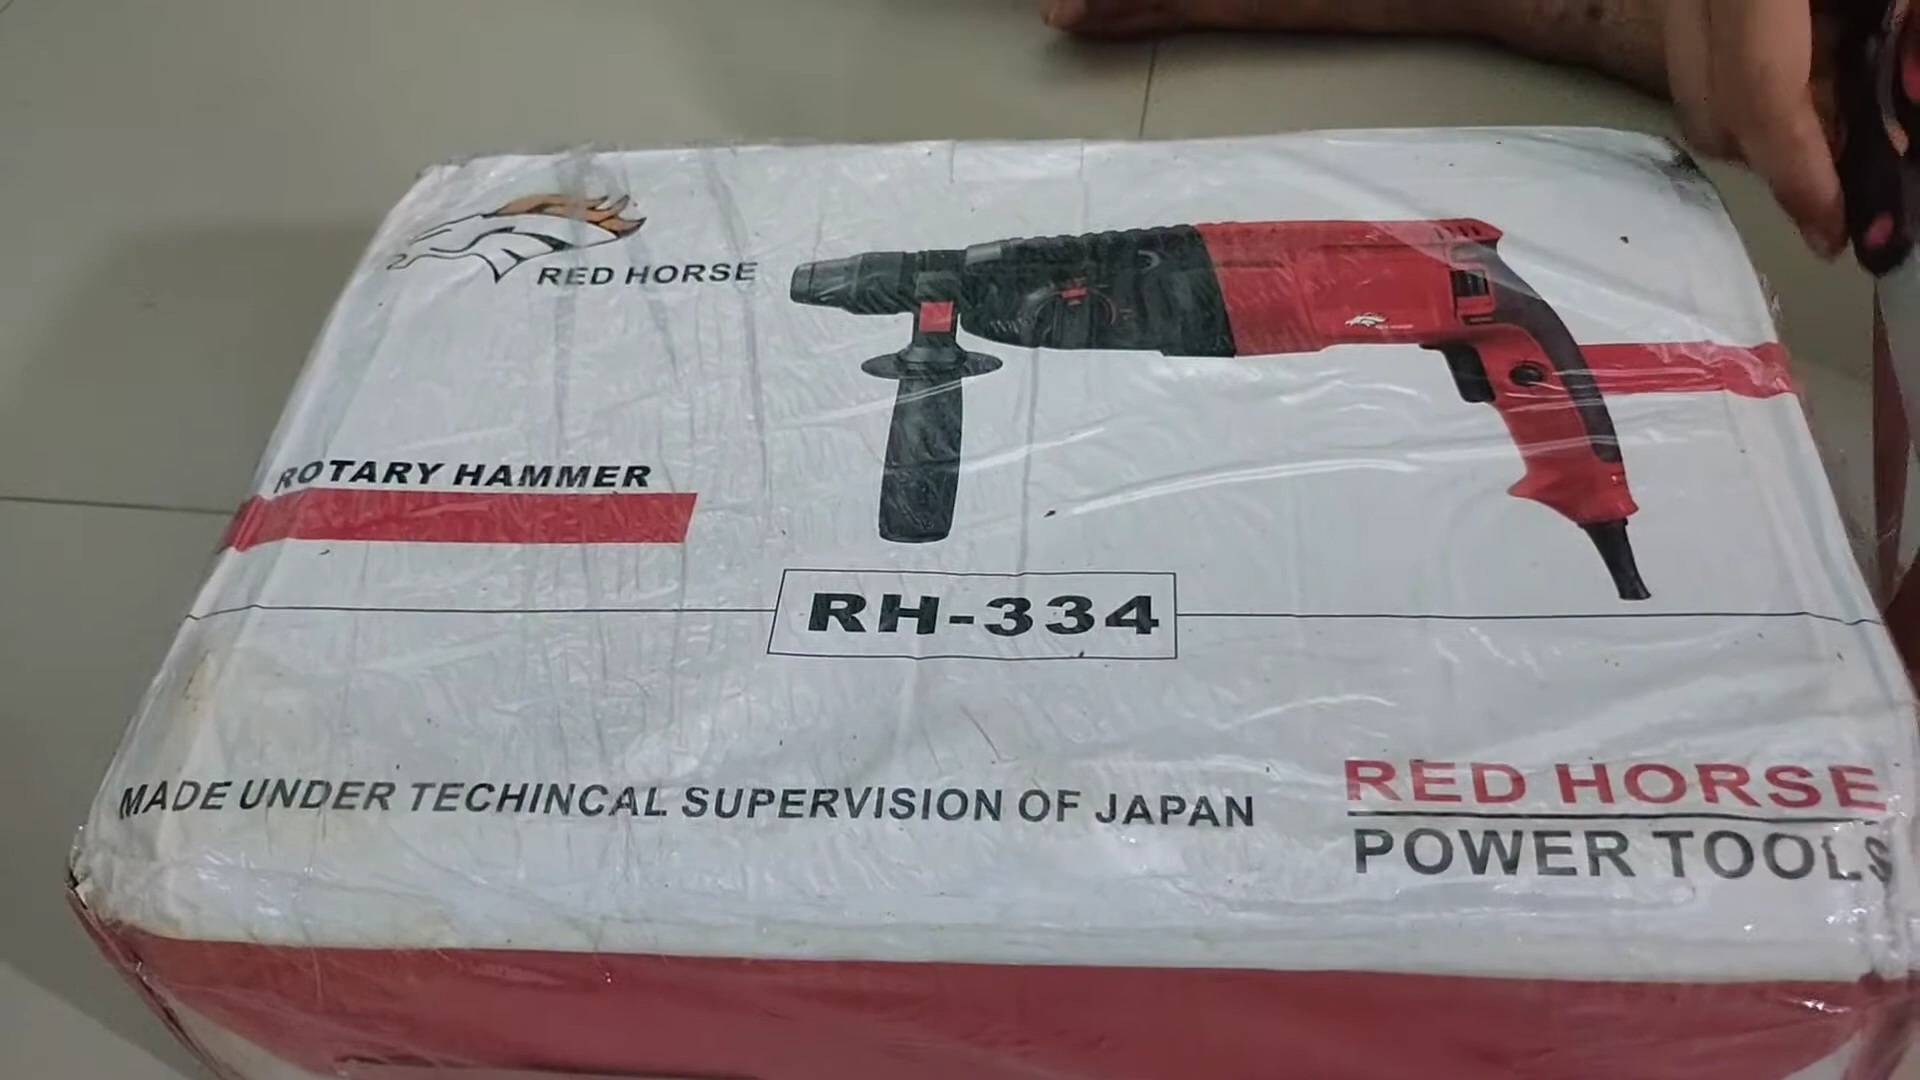 RED HORSE
ROTARY HAMMER
RH-334
MADE UNDER TECHINCAL SUPERVISION OF JAPAN
RED HORSE
POWER TOOLS